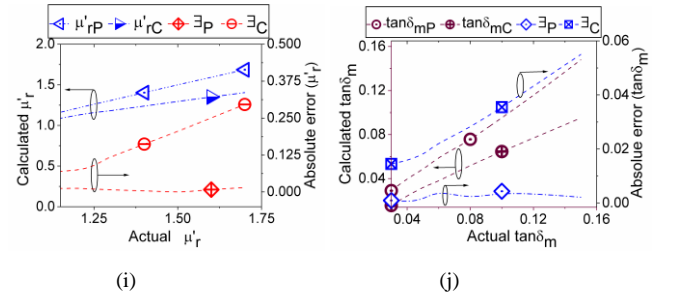 μ'rP μ'rC ∃P ∃C
Calculated μ'r
2.0
1.5
1.0
0.5
0.0
0.500
0.375
0.250
0.125
0.000
Absolute error (μ'r)
1.25 1.50 1.75
Actual μ'r
(i)
tanδmP tanδmC ∃P ∃C
Calculated tanδm
0.16
0.12
0.08
0.04
0.06
0.04
0.02
0.00
Absolute error (tanδm)
0.04 0.08 0.12 0.16
Actual tanδm
(j)